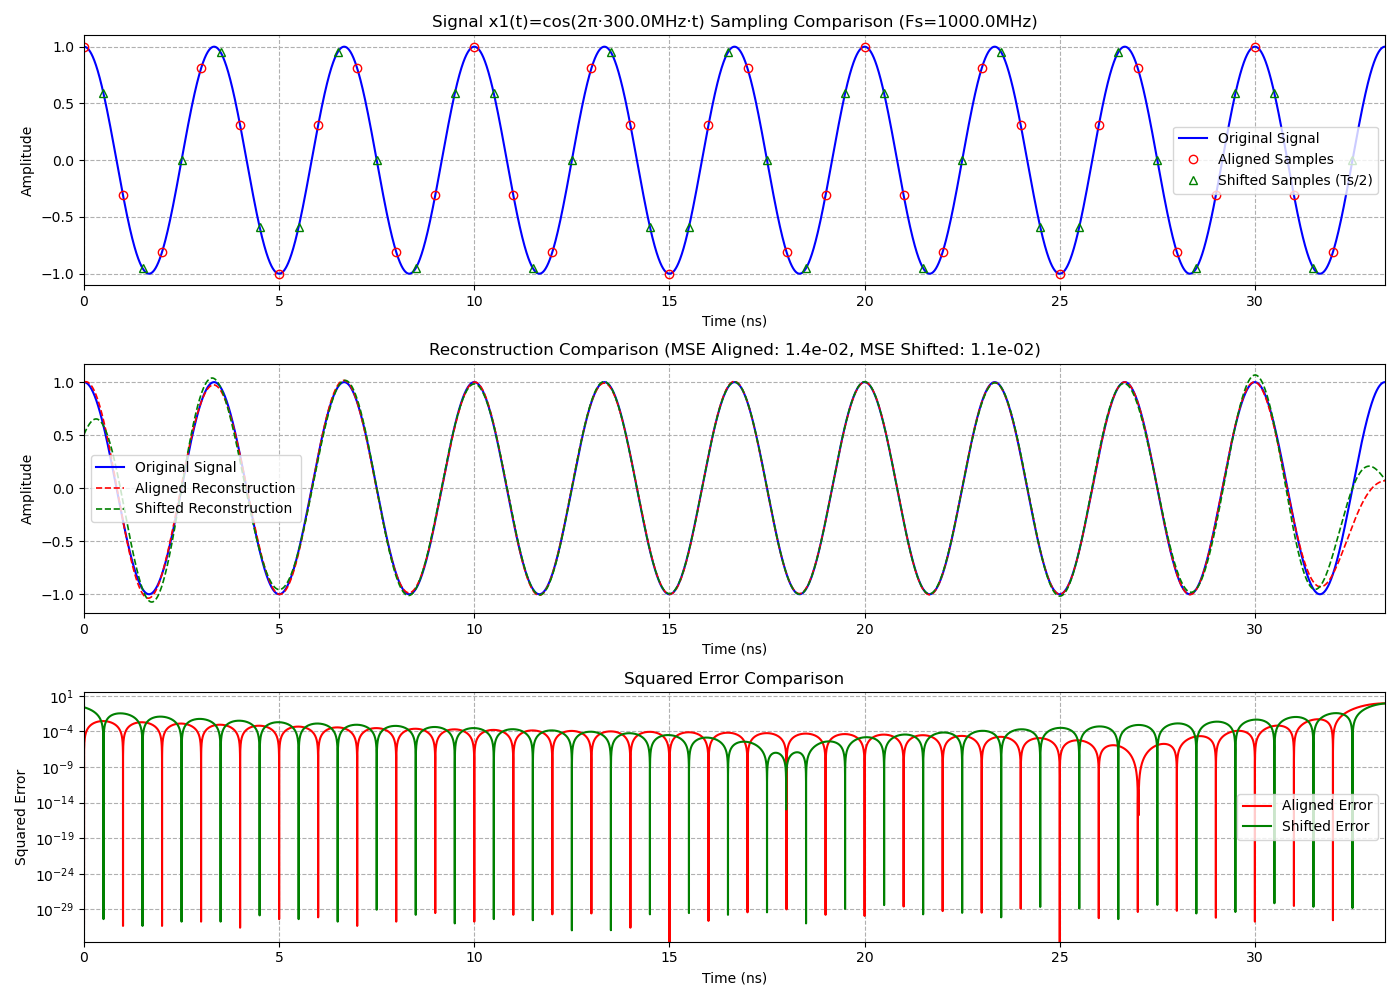 Signal x1(t)=cos(2π·300.0MHz·t) Sampling Comparison (Fs=1000.0MHz)
Amplitude
1.0
0.5
0.0
−0.5
−1.0
Original Signal
Aligned Samples
Shifted Samples (Ts/2)
0 5 10 15 20 25 30
Time (ns)
Reconstruction Comparison (MSE Aligned: 1.4e-02, MSE Shifted: 1.1e-02)
Amplitude
1.0
0.5
0.0
−0.5
−1.0
Original Signal
Aligned Reconstruction
Shifted Reconstruction
0 5 10 15 20 25 30
Time (ns)
Squared Error Comparison
Squared Error
10^1
10^−4
10^−9
10^−14
10^−19
10^−24
10^−29
Aligned Error
Shifted Error
0 5 10 15 20 25 30
Time (ns)